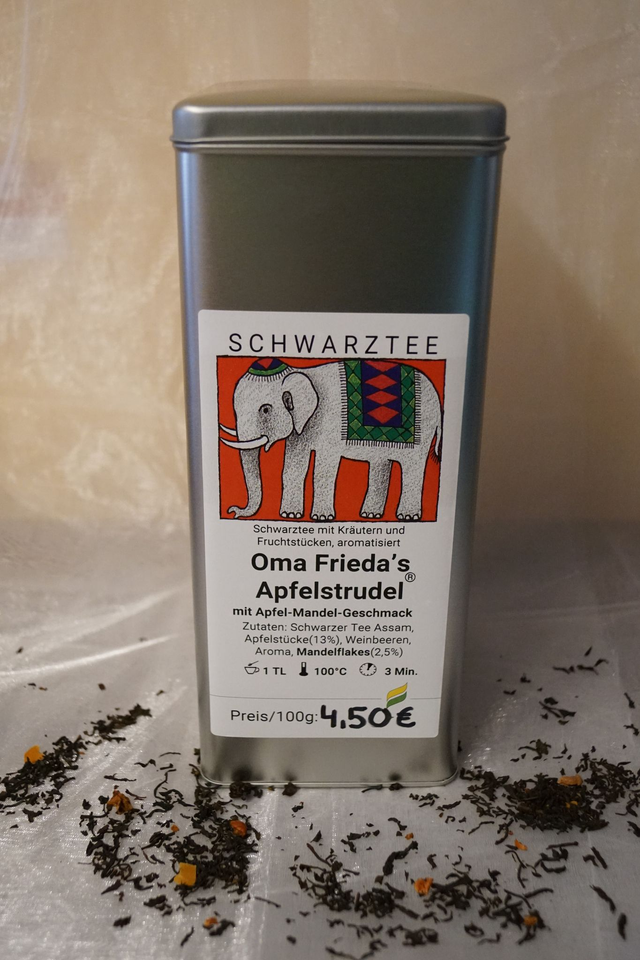 SCHWARZTEE
Schwarztee mit Kräutern und
Fruchtstücken, aromatisiert
Oma Frieda's
Apfelstrudel®
mit Apfel-Mandel-Geschmack
Zutaten: Schwarzer Tee Assam,
Apfelstücke(13%), Weinbeeren,
Aroma, Mandelflakes(2,5%)
1 TL 100°C 3 Min.
Preis/100g: 4,50€